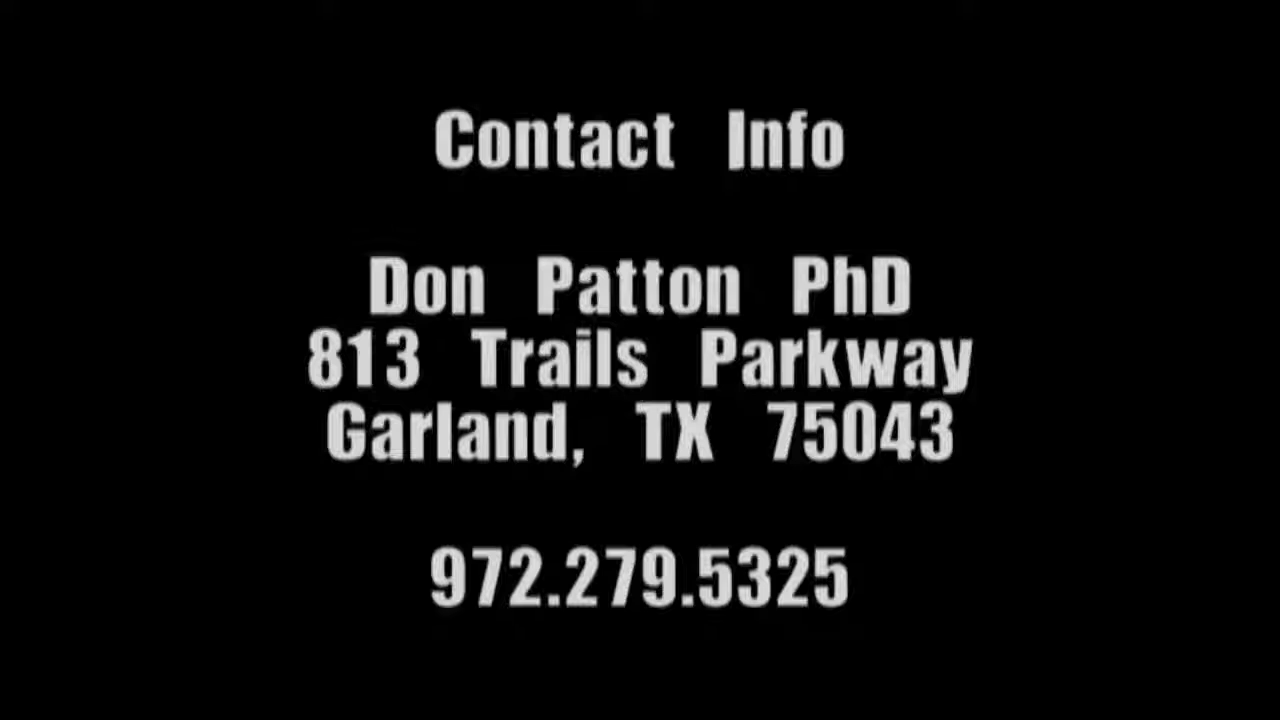 Contact Info
Don Patton PhD
813 Trails Parkway
Garland, TX 75043
972.279.5325